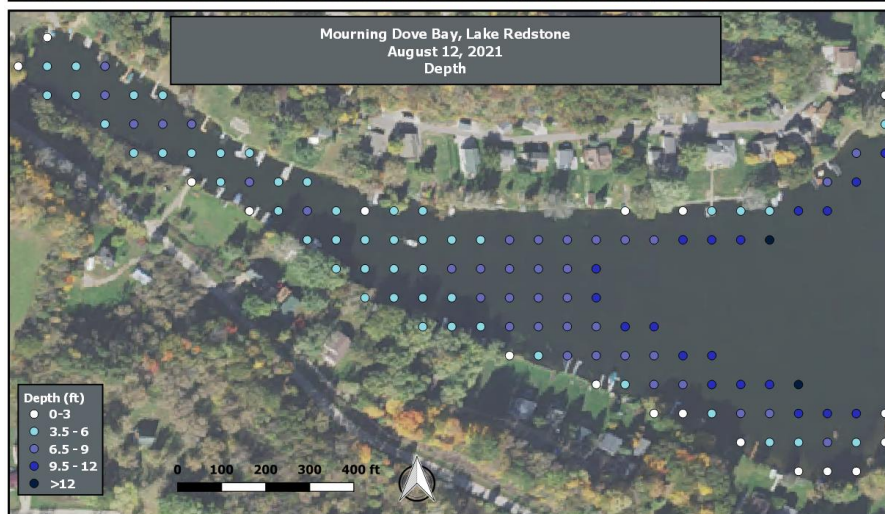 Mourning Dove Bay, Lake Redstone
August 12, 2021
Depth
Depth (ft)
0-3
3.5 - 6
6.5 - 9
9.5 - 12
>12
0 100 200 300 400 ft